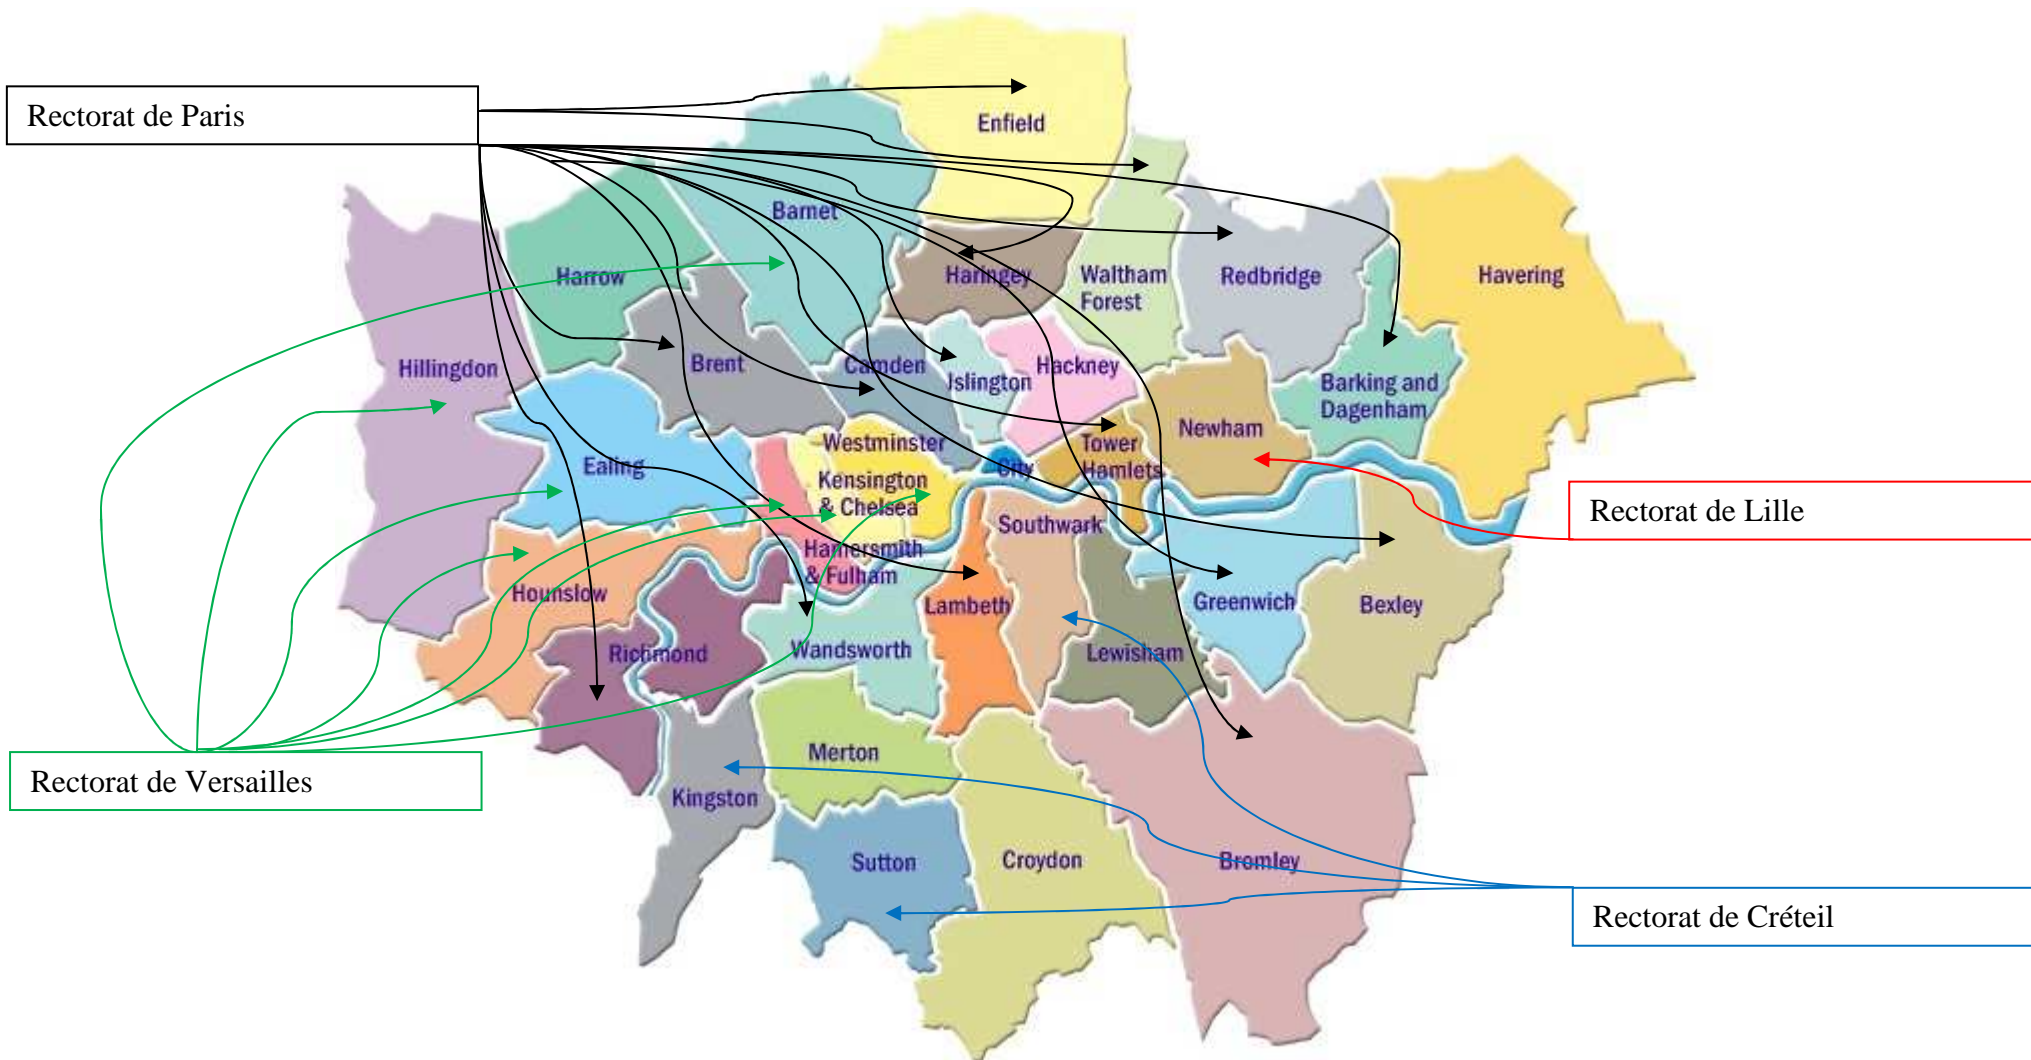 Rectorat de Paris
Enfield
Barnet
Harrow
Haringey
Waltham
Forest
Redbridge
Havering
Hillingdon
Brent
Camden
Islington
Hackney
Barking and
Dagenham
Newham
Westminster
Tower
Hamlets
City
Ealing
Kensington
& Chelsea
Southwark
Rectorat de Lille
Hamersmith
& Fulham
Hounslow
Lambeth
Greenwich
Bexley
Richmond
Wandsworth
Lewisham
Rectorat de Versailles
Merton
Kingston
Sutton
Croydon
Bromley
Rectorat de Créteil